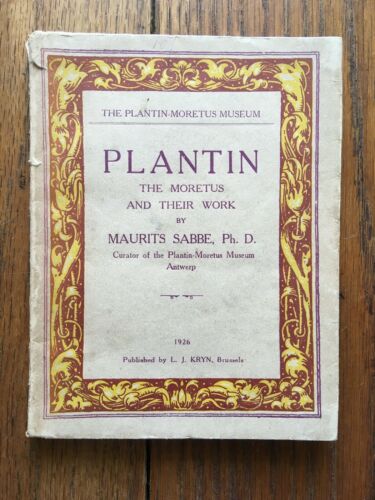 THE PLANTIN-MORETUS MUSEUM
PLANTIN
THE MORETUS
AND THEIR WORK
BY
MAURITS SABBE, Ph. D.
Curator of the Plantin-Moretus Museum
Antwerp
1926
Published by L. J. KRYN, Brussels